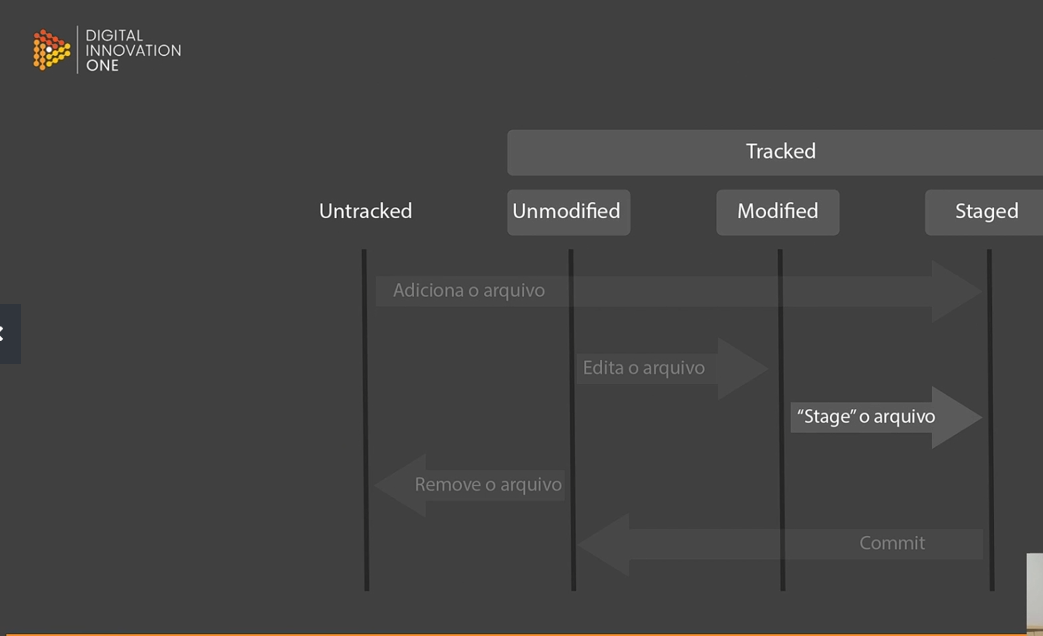 DIGITAL
INNOVATION
ONE
Tracked
Untracked
Unmodified
Modified
Staged
Adiciona o arquivo
Edita o arquivo
“Stage” o arquivo
Remove o arquivo
Commit